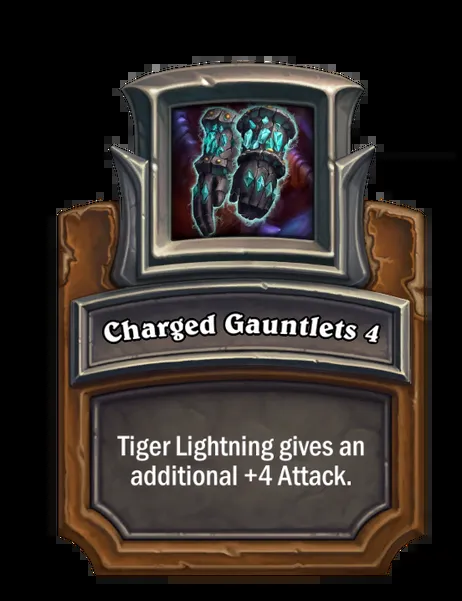 Charged Gauntlets 4
Tiger Lightning gives an
additional +4 Attack.